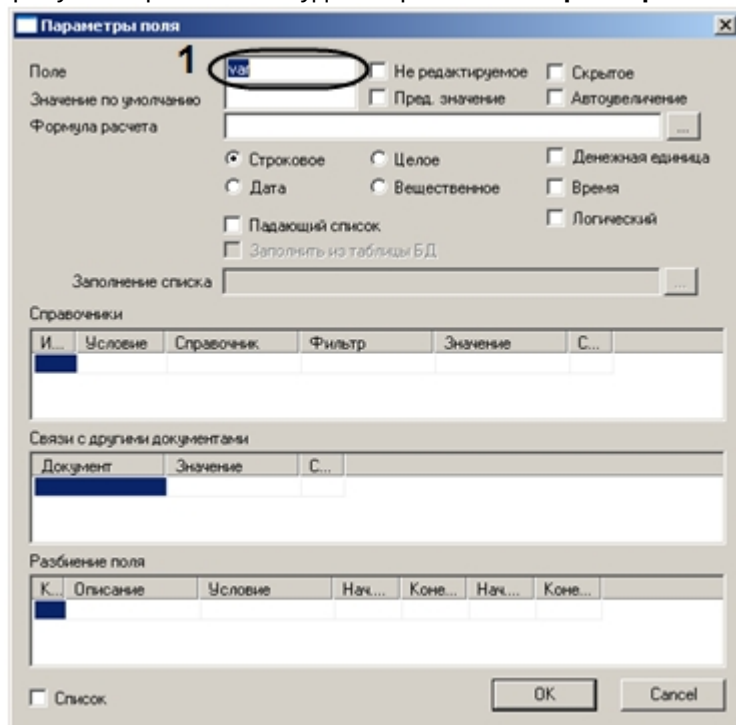 Параметры поля
1
Поле var Не редактируемое Скрытое
Значение по умолчанию Пред. значение Автоувеличение
Формула расчета ...
Строковое Целое Денежная единица
Дата Вещественное Время
Падающий список Логический
Заполнить из таблицы БД
Заполнение списка ...
Справочники
И... Условие Справочник Фильтр Значение С...
Связи с другими документами
Документ Значение С...
Разбиение поля
К... Описание Условие Нач.... Коне... Нач.... Коне...
Список OK Cancel